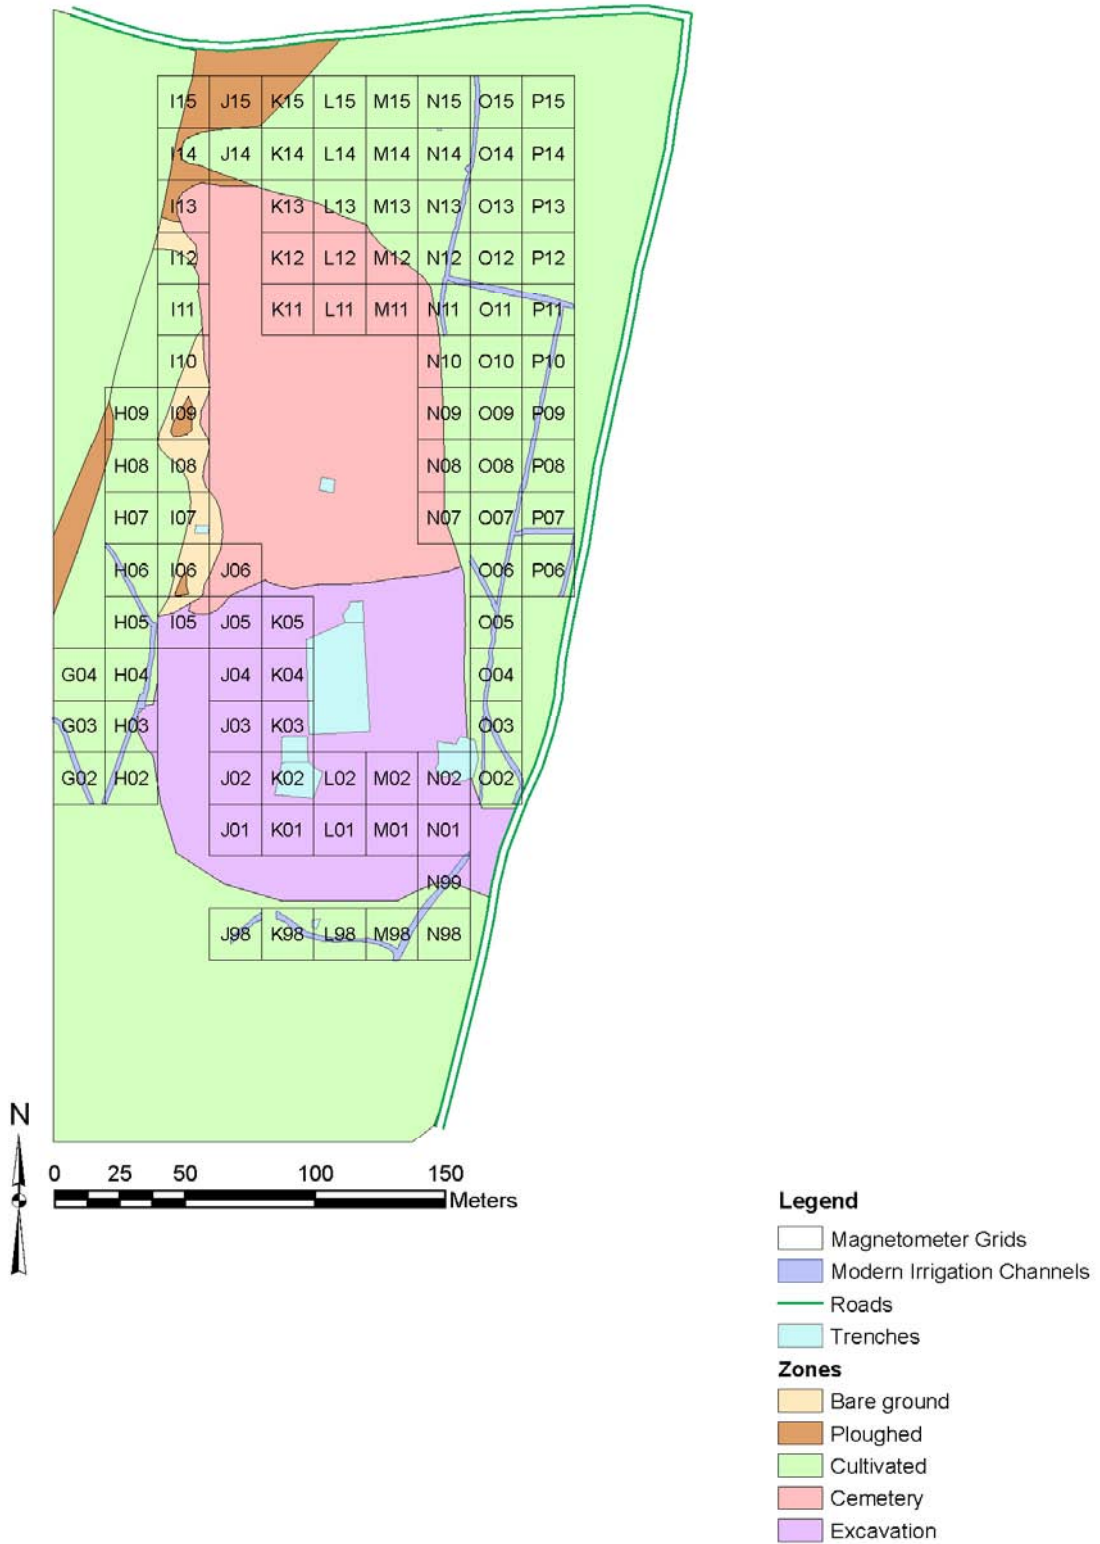 I15 J15 K15 L15 M15 N15 O15 P15
I14 J14 K14 L14 M14 N14 O14 P14
I13 K13 L13 M13 N13 O13 P13
I12 K12 L12 M12 N12 O12 P12
I11 K11 L11 M11 N11 O11 P11
I10 N10 O10 P10
H09 I09 N09 O09 P09
H08 I08 N08 O08 P08
H07 I07 N07 O07 P07
H06 I06 J06 O06 P06
H05 I05 J05 K05 O05
G04 H04 J04 K04 O04
G03 H03 J03 K03 O03
G02 H02 J02 K02 L02 M02 N02 O02
J01 K01 L01 M01 N01
N99
J98 K98 L98 M98 N98
N
0 25 50 100 150
Meters
Legend
Magnetometer Grids
Modern Irrigation Channels
Roads
Trenches
Zones
Bare ground
Ploughed
Cultivated
Cemetery
Excavation